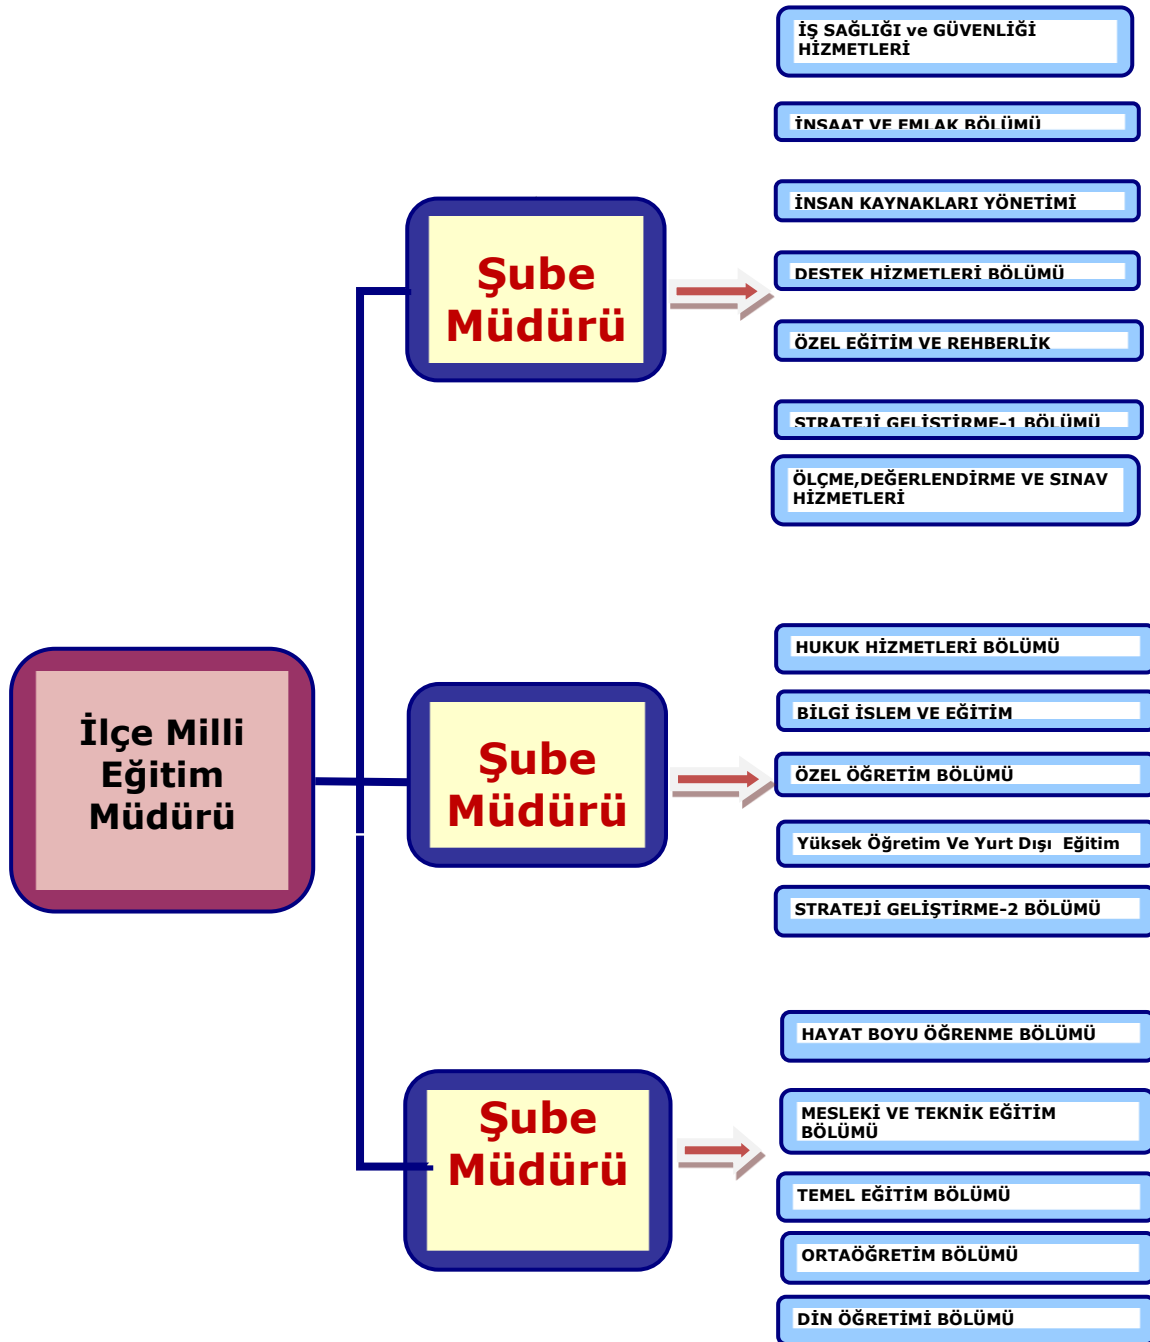 İŞ SAĞLIĞI ve GÜVENLİĞİ
HİZMETLERİ
İNŞAAT VE EMLAK BÖLÜMÜ
İNSAN KAYNAKLARI YÖNETİMİ
Şube
Müdürü
DESTEK HİZMETLERİ BÖLÜMÜ
ÖZEL EĞİTİM VE REHBERLİK
STRATEJİ GELİŞTİRME-1 BÖLÜMÜ
ÖLÇME,DEĞERLENDİRME VE SINAV
HİZMETLERİ
HUKUK HİZMETLERİ BÖLÜMÜ
İlçe Milli
Eğitim
Müdürü
Şube
Müdürü
BİLGİ İŞLEM VE EĞİTİM
ÖZEL ÖĞRETİM BÖLÜMÜ
Yüksek Öğretim Ve Yurt Dışı  Eğitim
STRATEJİ GELİŞTİRME-2 BÖLÜMÜ
HAYAT BOYU ÖĞRENME BÖLÜMÜ
Şube
Müdürü
MESLEKİ VE TEKNİK EĞİTİM
BÖLÜMÜ
TEMEL EĞİTİM BÖLÜMÜ
ORTAÖĞRETİM BÖLÜMÜ
DİN ÖĞRETİMİ BÖLÜMÜ